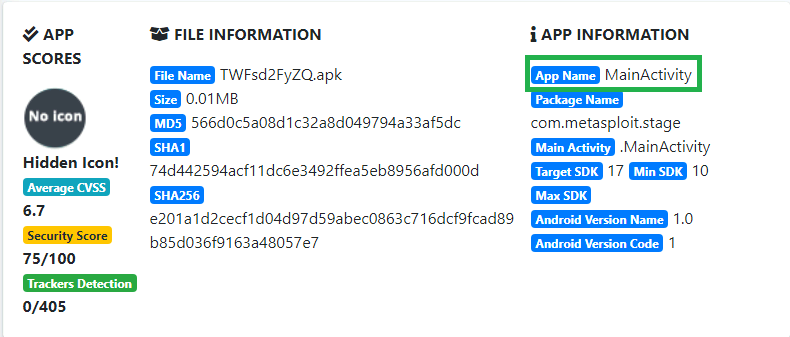 APP SCORES
No icon
Hidden Icon!
Average CVSS
6.7
Security Score
75/100
Trackers Detection
0/405
FILE INFORMATION
File Name TWFsd2FyZQ.apk
Size 0.01MB
MD5 566d0c5a08d1c32a8d049794a33af5dc
SHA1
74d442594acf11dc6e3492ffea5eb8956afd000d
SHA256
e201a1d2cecf1d04d97d59abec0863c716dcf9fcad89
b85d036f9163a48057e7
APP INFORMATION
App Name MainActivity
Package Name
com.metasploit.stage
Main Activity .MainActivity
Target SDK 17 Min SDK 10
Max SDK
Android Version Name 1.0
Android Version Code 1